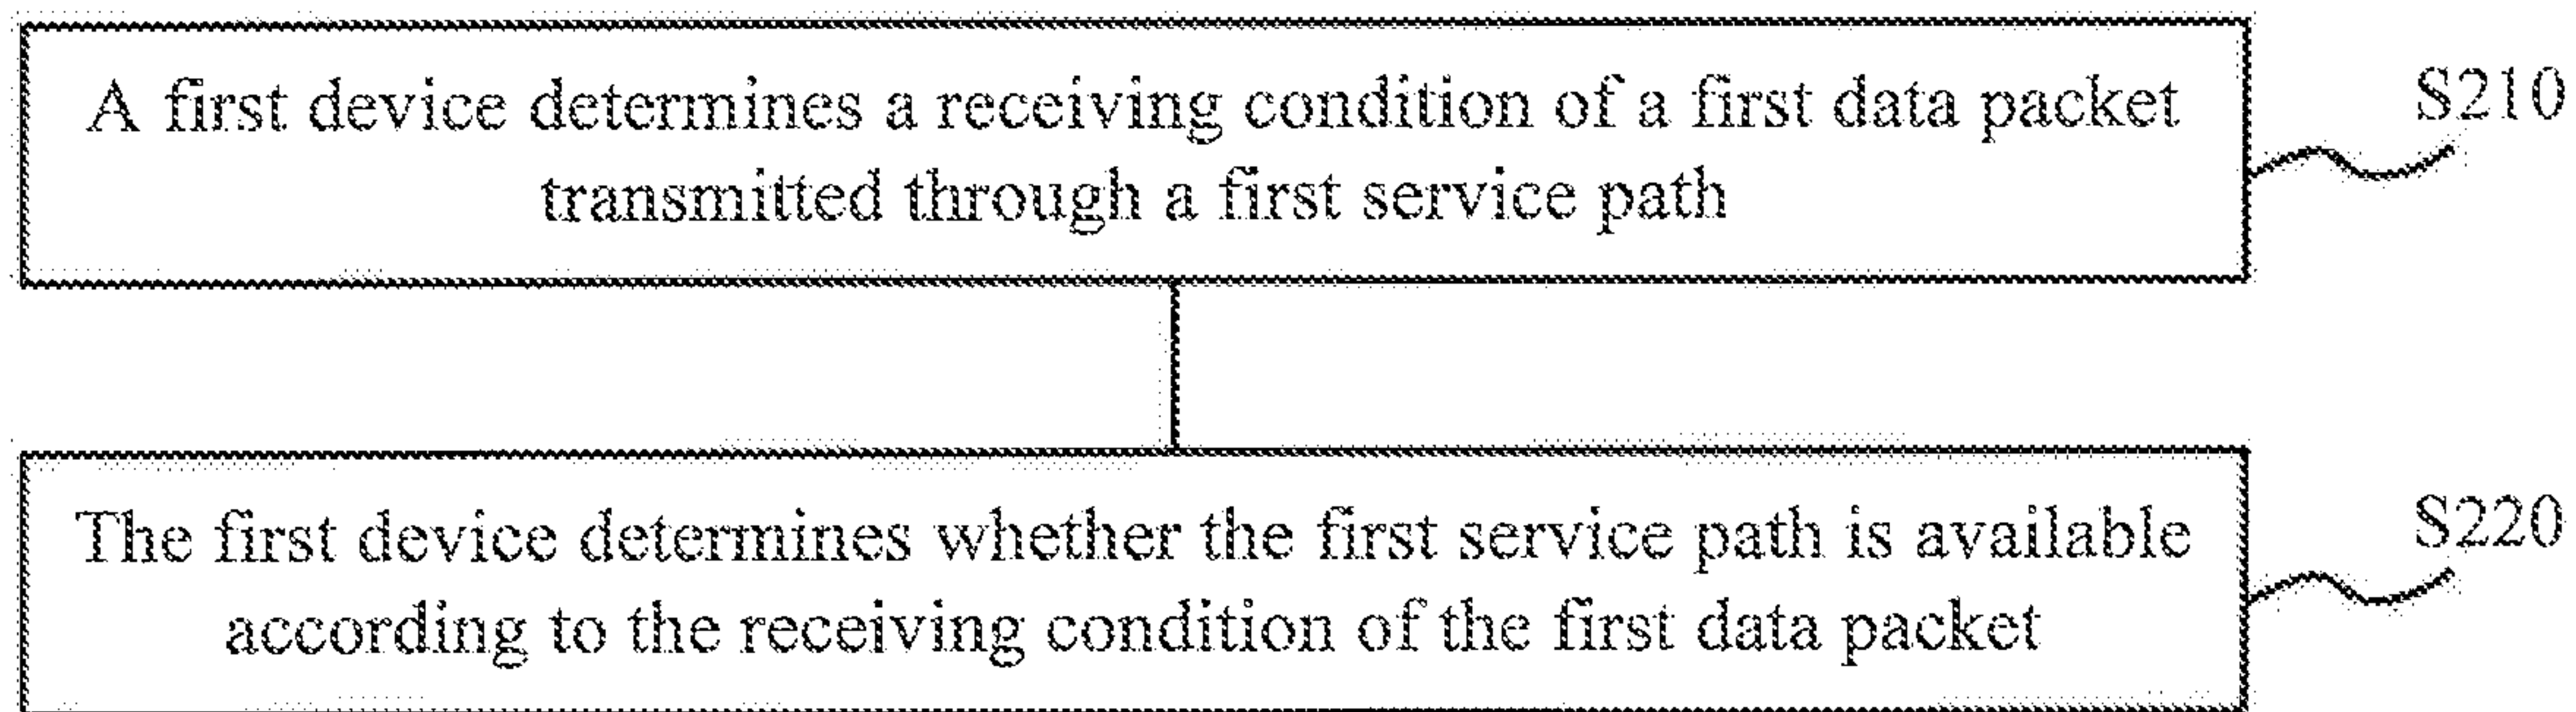 A first device determines a receiving condition of a first data packet
transmitted through a first service path
S210
The first device determines whether the first service path is available
according to the receiving condition of the first data packet
S220